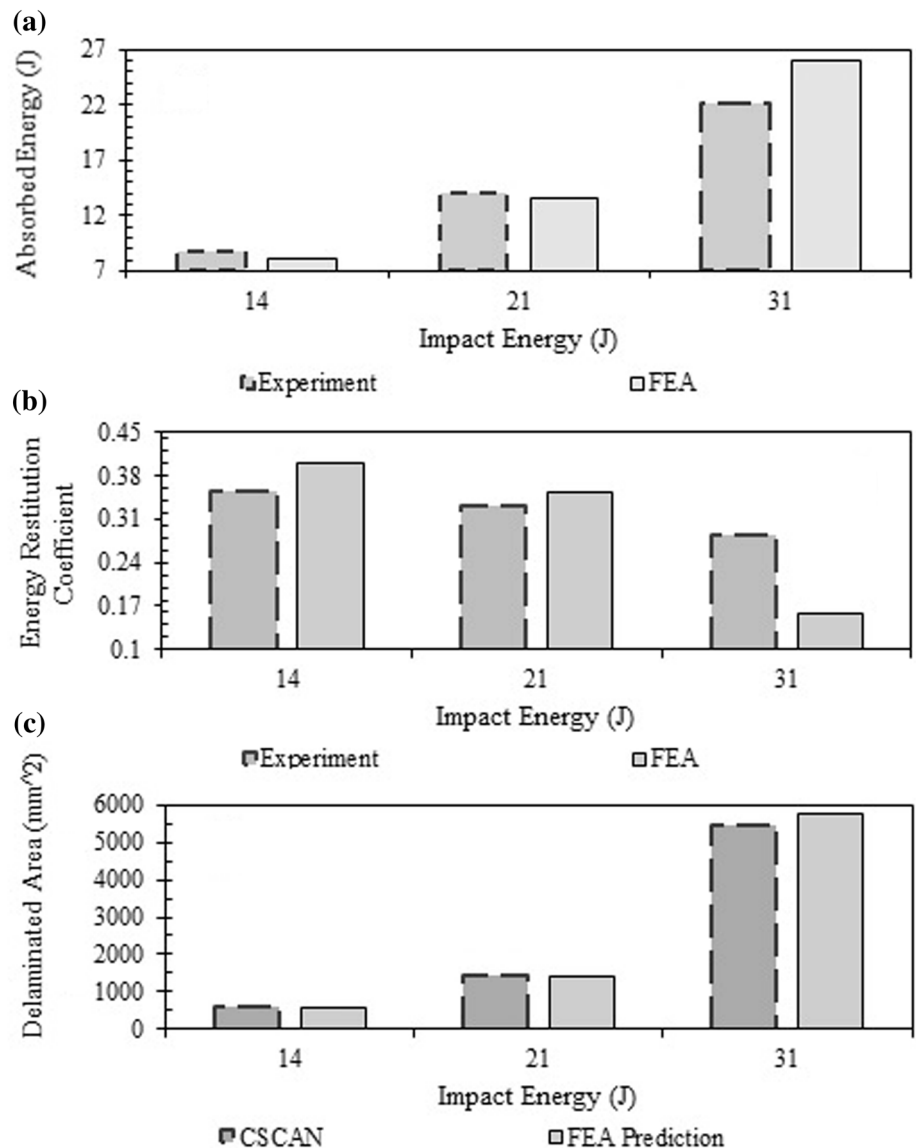 (a)
Absorbed Energy (J)
27
22
17
12
7
14 21 31
Impact Energy (J)
Experiment FEA
(b)
Energy Restitution
Coefficient
0.45
0.38
0.31
0.24
0.17
0.1
14 21 31
Impact Energy (J)
Experiment FEA
(c)
Delaminated Area (mm^2)
6000
5000
4000
3000
2000
1000
0
14 21 31
Impact Energy (J)
CSCAN FEA Prediction